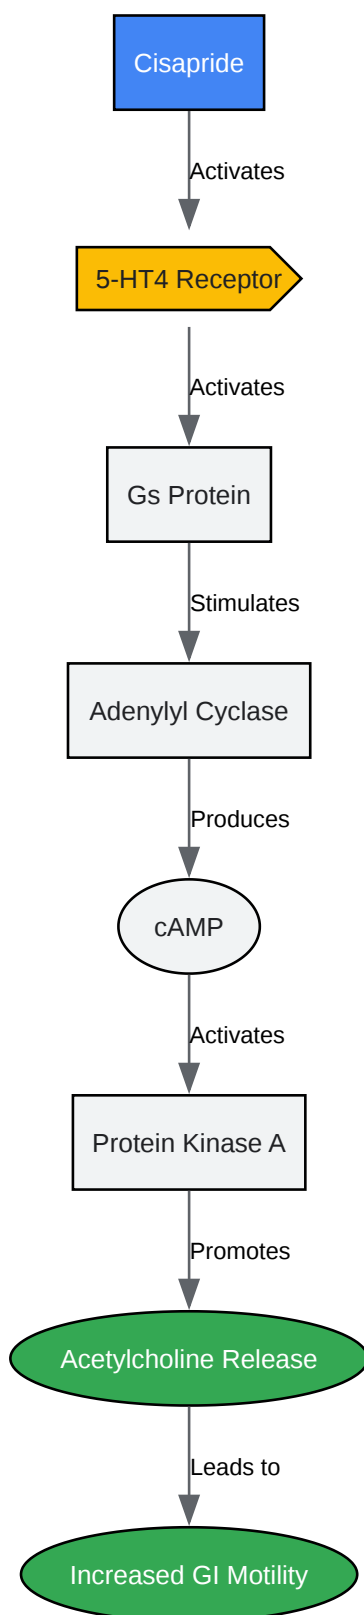 Cisapride
Activates
5-HT4 Receptor
Activates
Gs Protein
Stimulates
Adenylyl Cyclase
Produces
cAMP
Activates
Protein Kinase A
Promotes
Acetylcholine Release
Leads to
Increased GI Motility